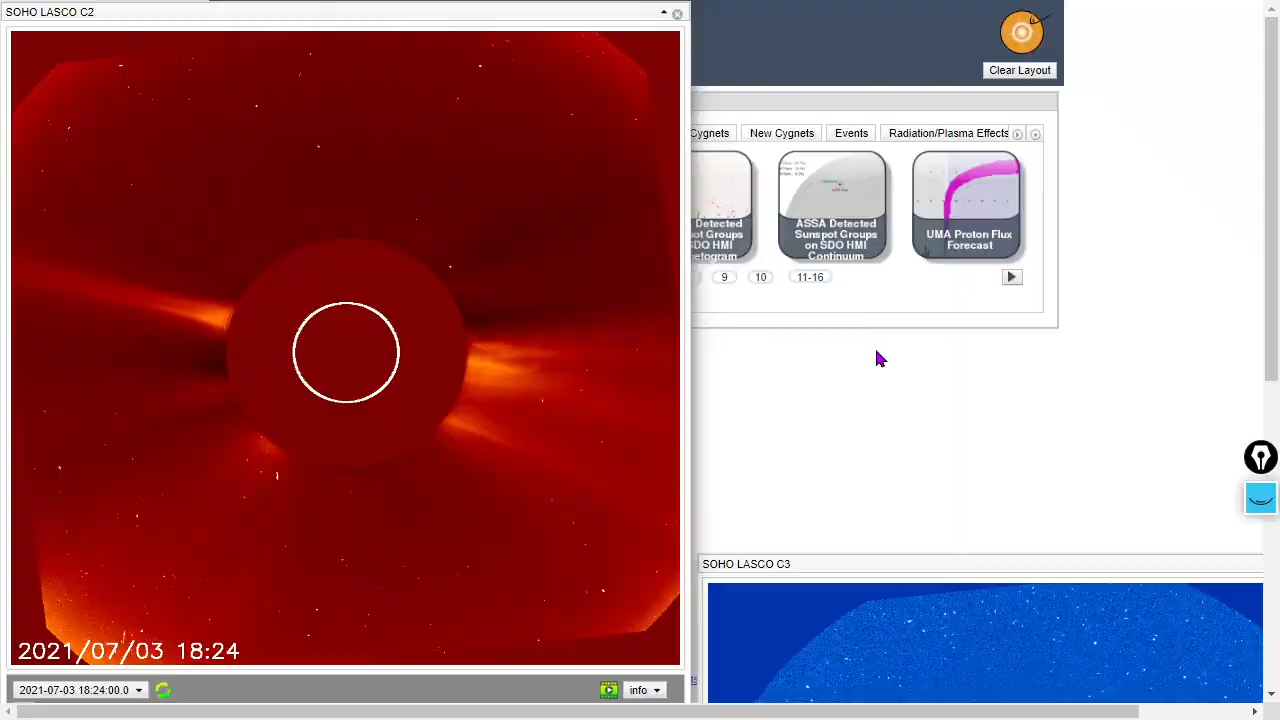 SOHO LASCO C2
Clear Layout
Cygnets
New Cygnets
Events
Radiation/Plasma Effects
Detected
Groups
SDO HMI
ASSA Detected
Sunspot Groups
on SDO HMI
Continuum
UMA Proton Flux
Forecast
9
10
11-16
SOHO LASCO C3
2021/07/03 18:24
2021-07-03 18:24:00.0
info